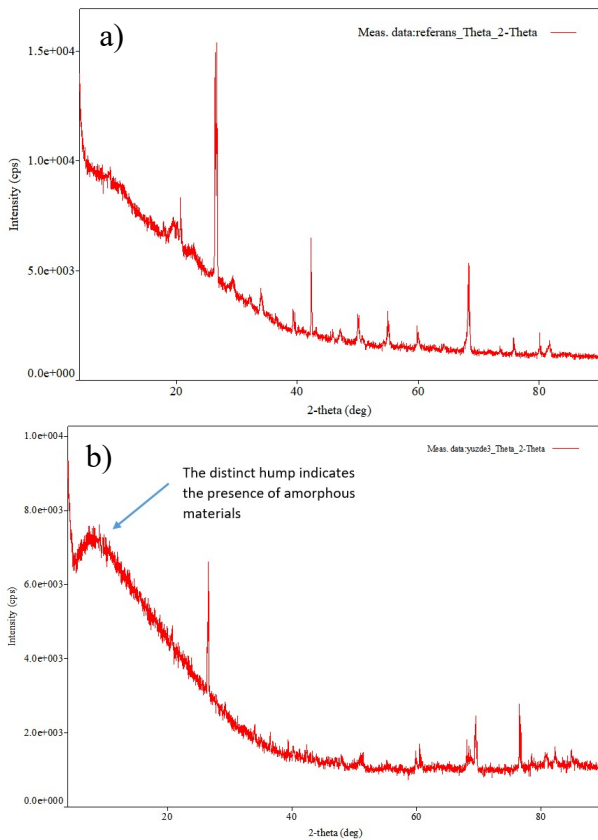 a)
Meas. data:referans_Theta_2-Theta
1.5e+004
1.0e+004
5.0e+003
0.0e+000
Intensity (cps)
20 40 60 80
2-theta (deg)
b)
Meas. data:yuzde3_Theta_2-Theta
The distinct hump indicates
the presence of amorphous
materials
1.0e+004
8.0e+003
6.0e+003
4.0e+003
2.0e+003
0.0e+000
Intensity (cps)
20 40 60 80
2-theta (deg)